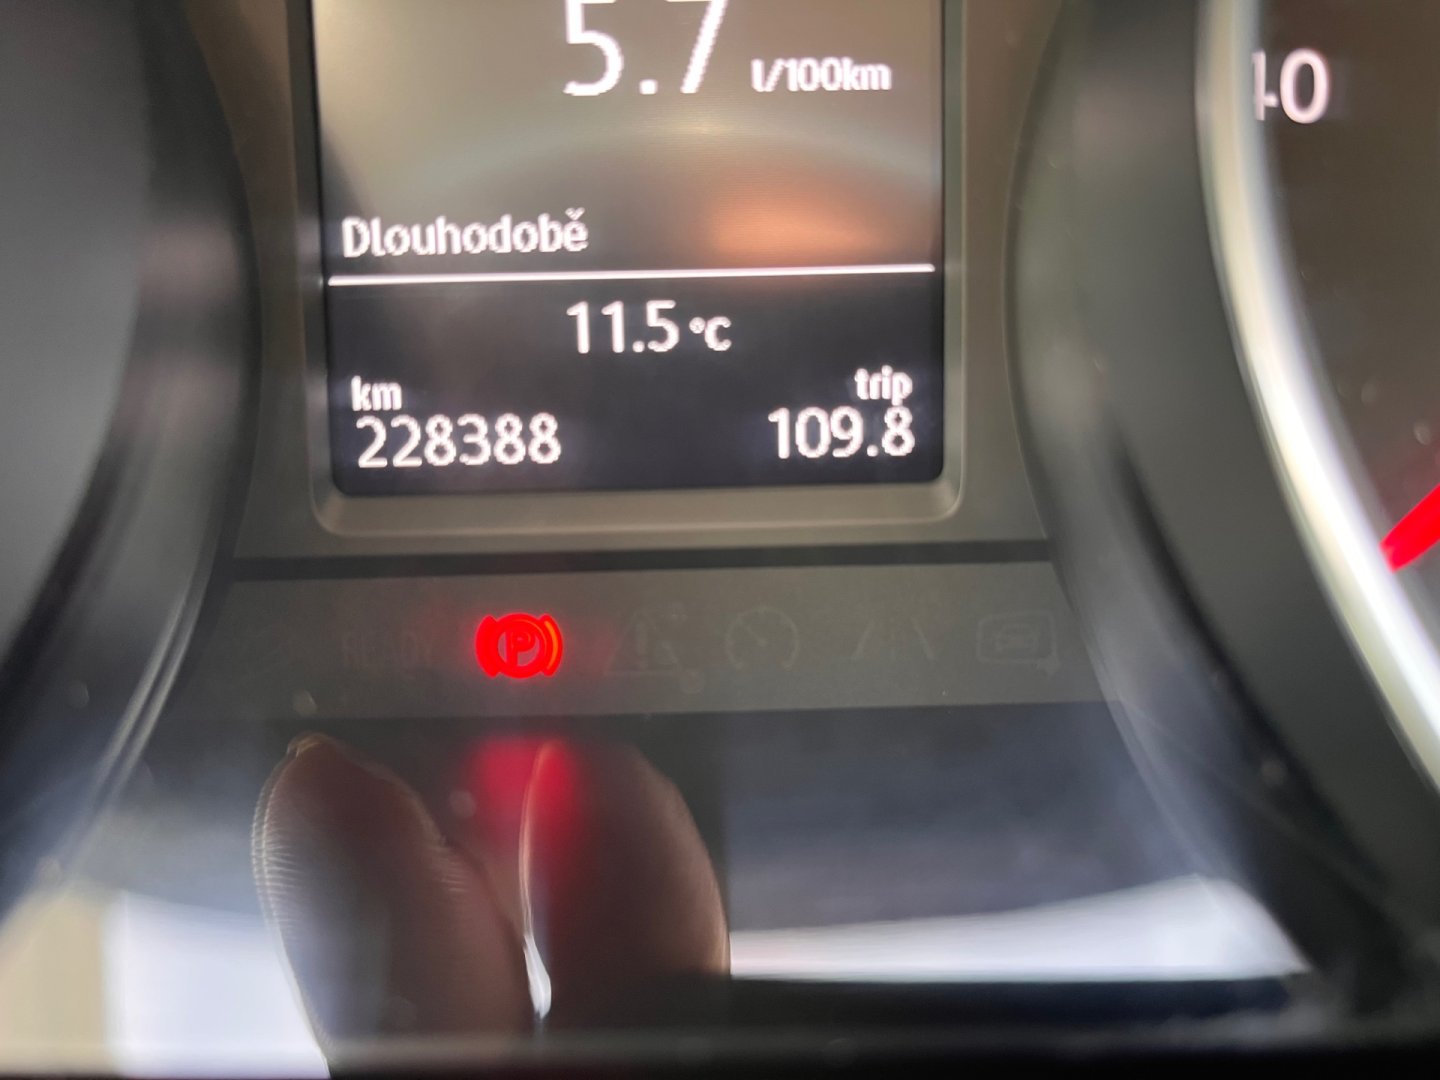 5.7 l/100km
40
Dlouhodobě
11.5 °C
km trip
228388 109.8
P